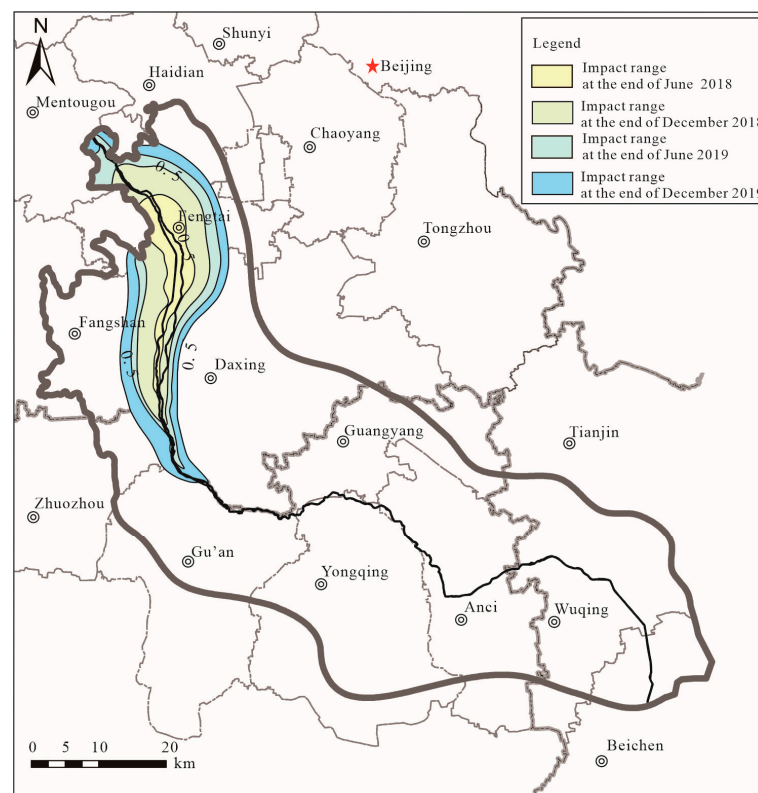 N
Shunyi
Beijing
Haidian
Mentougou
Chaoyang
Legend
Impact range
at the end of June 2018
Impact range
at the end of December 2018
Impact range
at the end of June 2019
Impact range
at the end of December 2019
0.5
Fengtai
0.5
Tongzhou
Fangshan
0.5
0.5
Daxing
Guangyang
Tianjin
Zhuozhou
Gu'an
Yongqing
Anci
Wuqing
0 5 10 20
km
Beichen